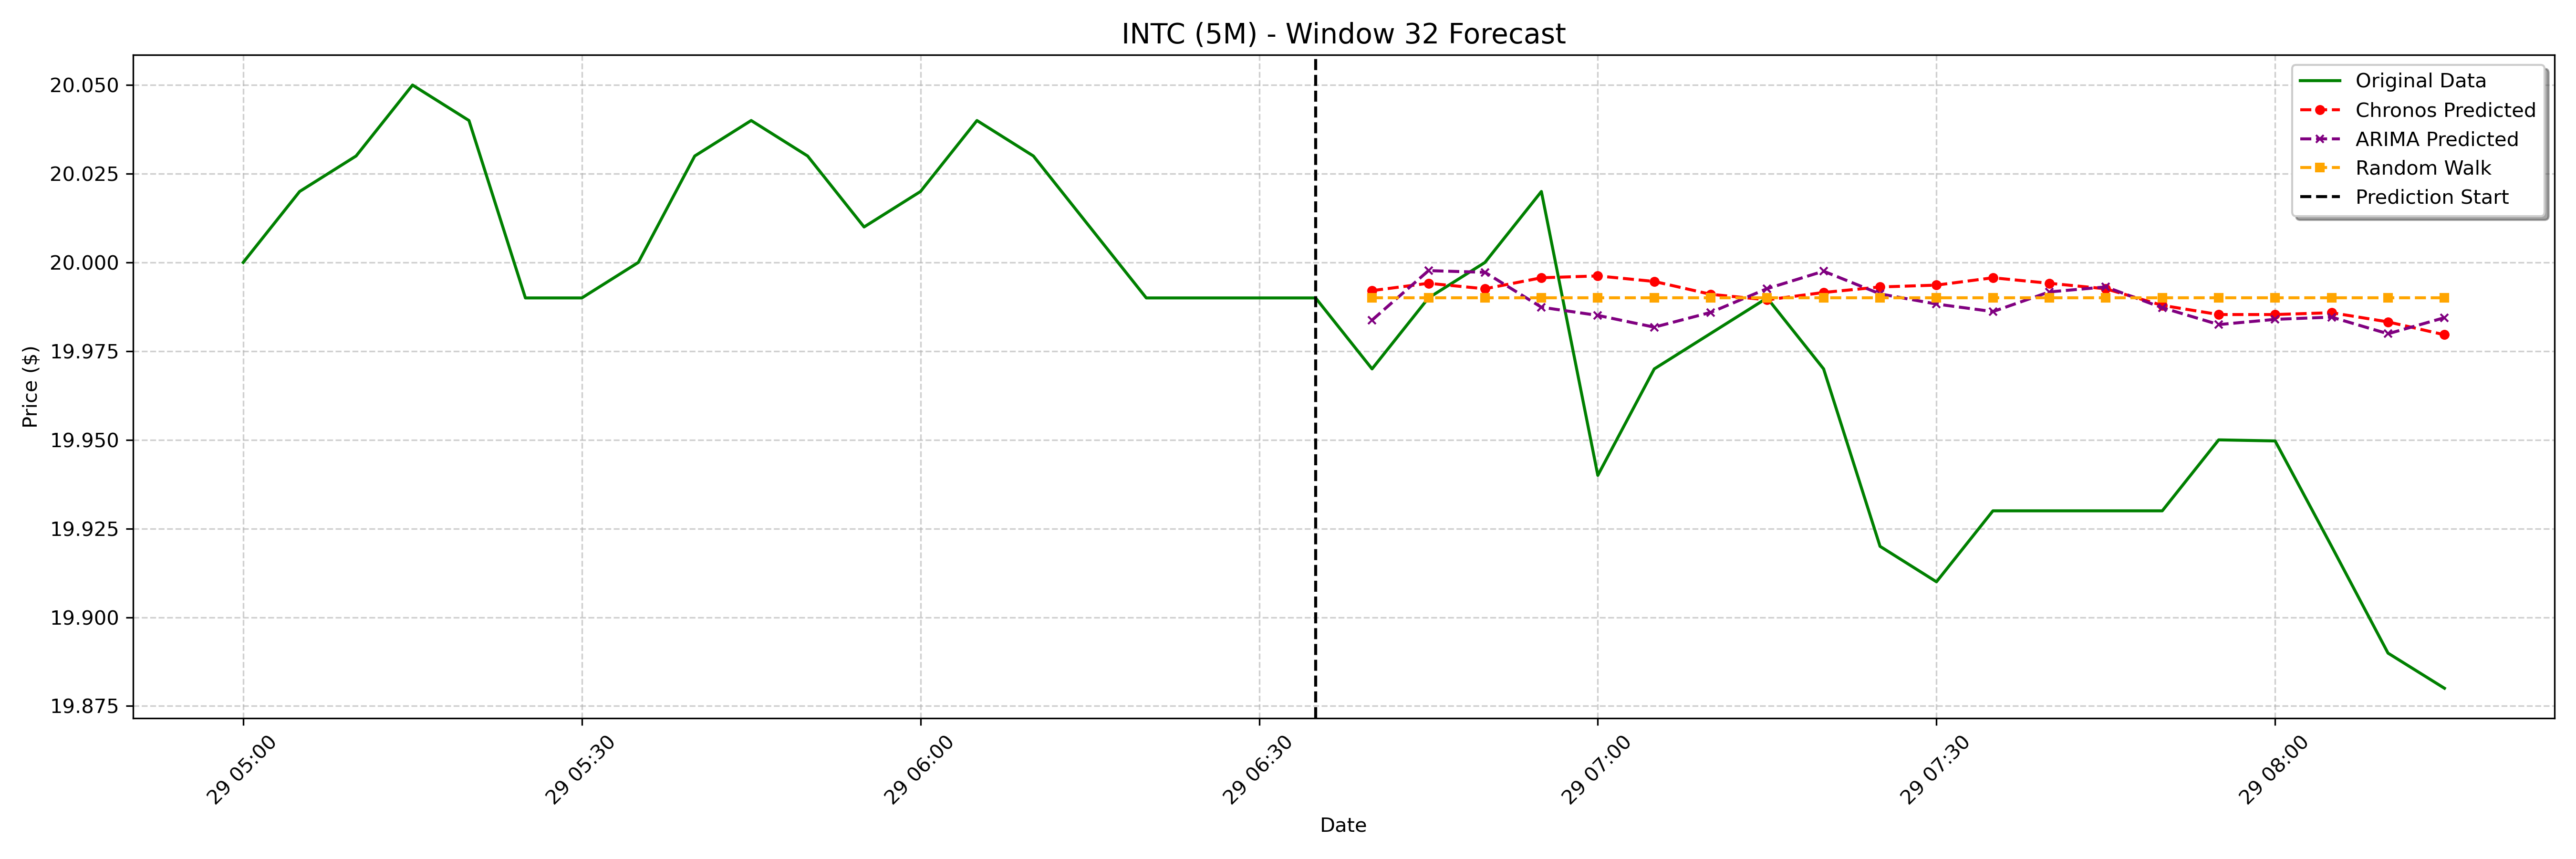 INTC (5M) - Window 32 Forecast
Original Data
Chronos Predicted
ARIMA Predicted
Random Walk
Prediction Start
Price ($)
20.050
20.025
20.000
19.975
19.950
19.925
19.900
19.875
29 05:00
29 05:30
29 06:00
29 06:30
29 07:00
29 07:30
29 08:00
Date